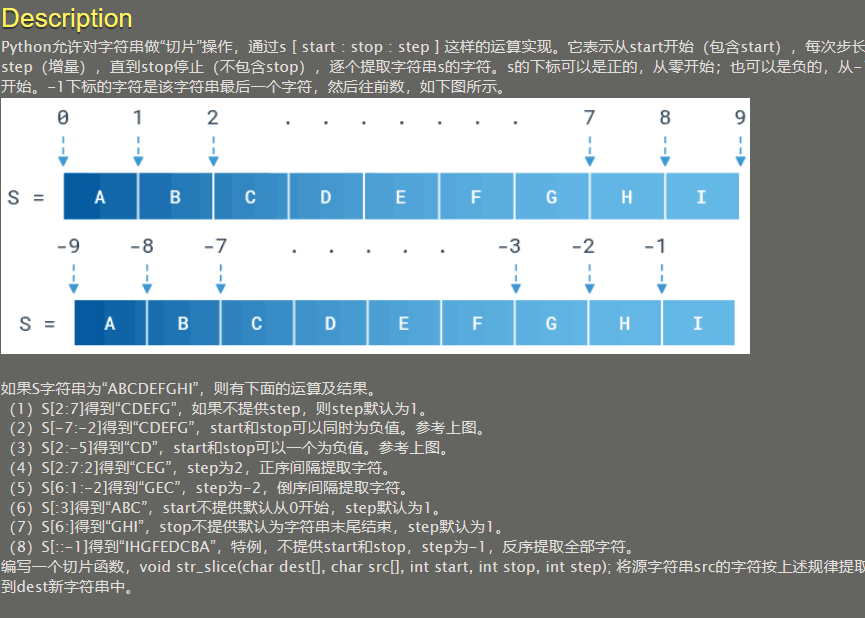 Description
Python允许对字符串做“切片”操作，通过s [ start : stop : step ] 这样的运算实现。它表示从start开始（包含start），每次步长
step（增量），直到stop停止（不包含stop），逐个提取字符串s的字符。s的下标可以是正的，从零开始；也可以是负的，从-
开始。-1下标的字符是该字符串最后一个字符，然后往前数，如下图所示。
0 1 2 . . . . . . . 7 8 9
S = A B C D E F G H I
-9 -8 -7 . . . . . -3 -2 -1
S = A B C D E F G H I
如果S字符串为“ABCDEFGHI”，则有下面的运算及结果。
（1）S[2:7]得到“CDEFG”，如果不提供step，则step默认为1。
（2）S[-7:-2]得到“CDEFG”，start和stop可以同时为负值。参考上图。
（3）S[2:-5]得到“CD”，start和stop可以一个为负值。参考上图。
（4）S[2:7:2]得到“CEG”，step为2，正序间隔提取字符。
（5）S[6:1:-2]得到“GEC”，step为-2，倒序间隔提取字符。
（6）S[:3]得到“ABC”，start不提供默认从0开始，step默认为1。
（7）S[6:]得到“GHI”，stop不提供默认为字符串末尾结束，step默认为1。
（8）S[::-1]得到“IHGFEDCBA”，特例，不提供start和stop，step为-1，反序提取全部字符。
编写一个切片函数，void str_slice(char dest[], char src[], int start, int stop, int step); 将源字符串src的字符按上述规律提取
到dest新字符串中。